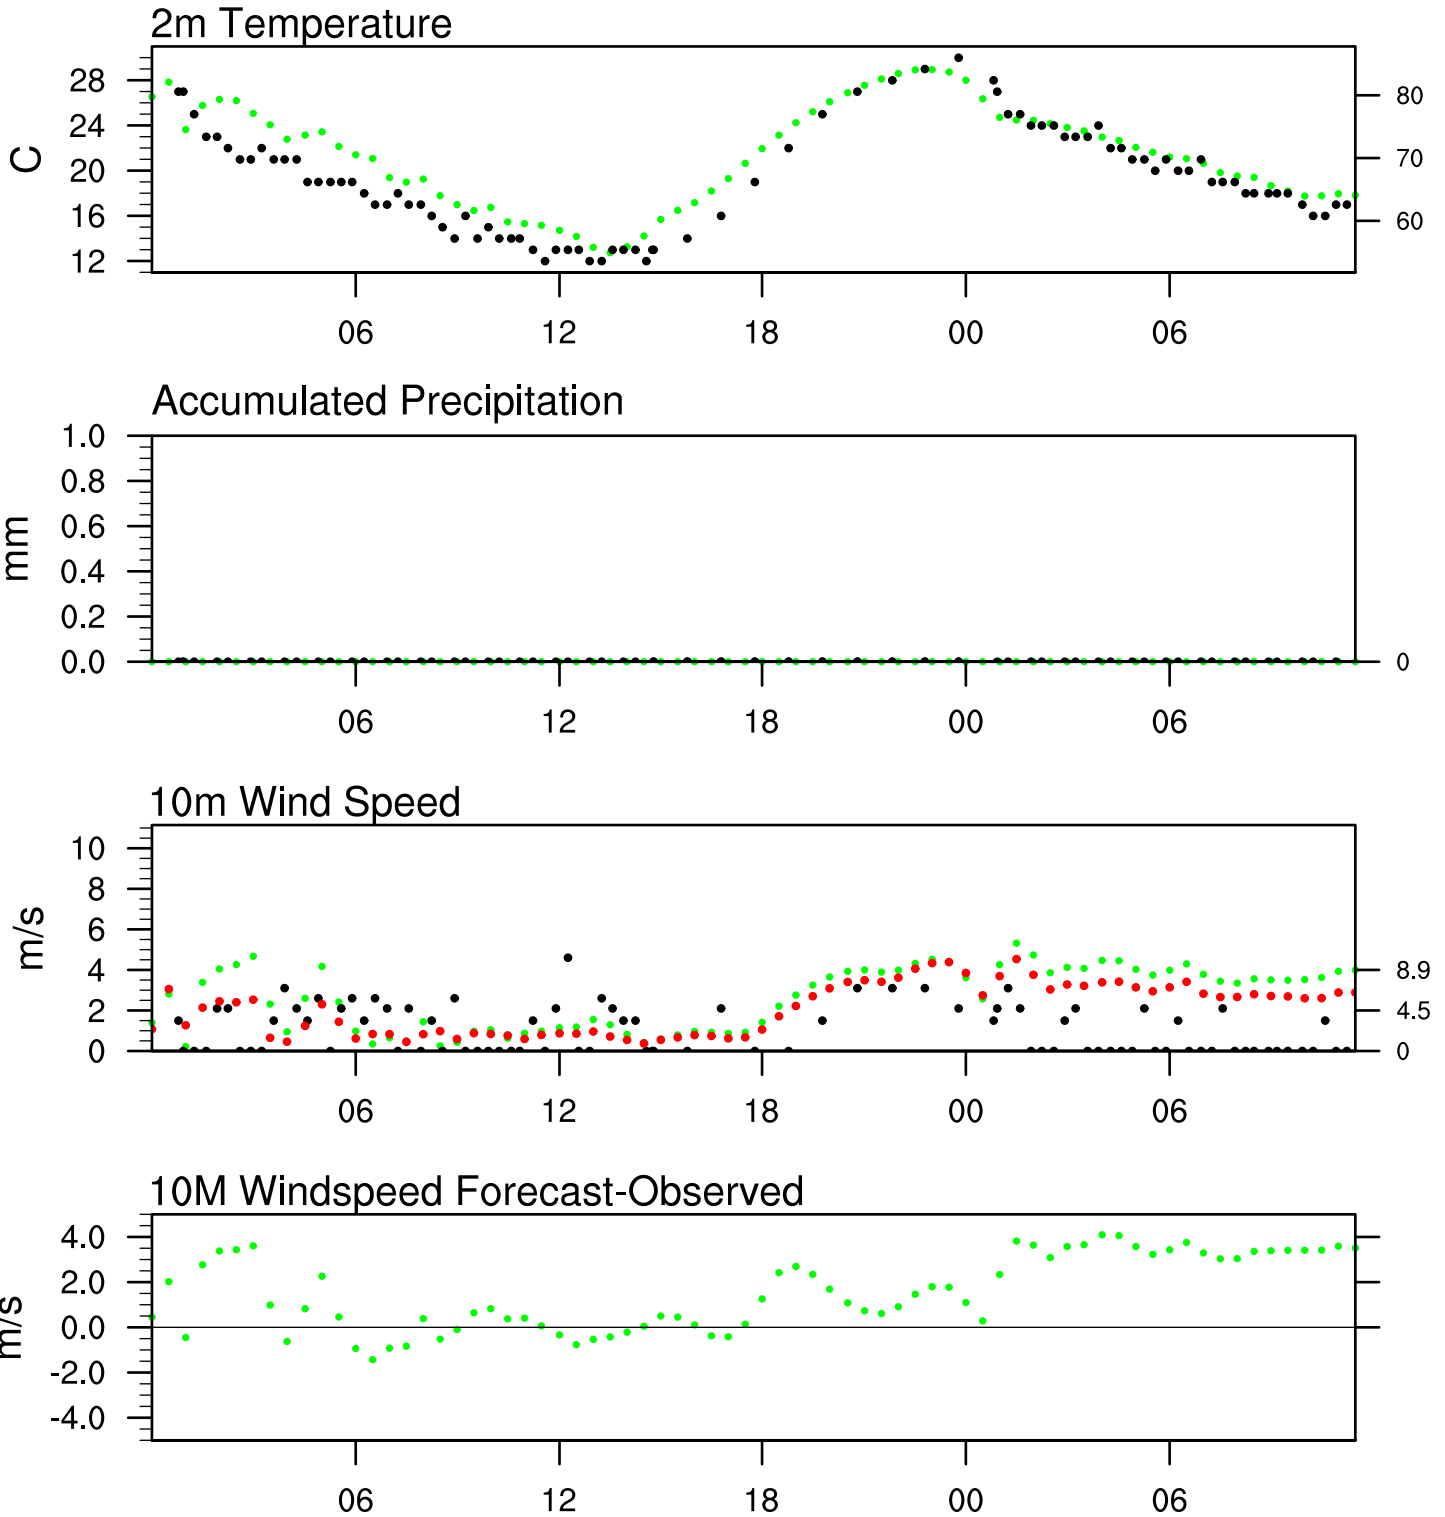 2m Temperature
28
24
20
16
12
C
80
70
60
06 12 18 00 06
Accumulated Precipitation
1.0
0.8
0.6
0.4
0.2
0.0
mm
0
06 12 18 00 06
10m Wind Speed
10
8
6
4
2
0
m/s
8.9
4.5
0
06 12 18 00 06
10M Windspeed Forecast-Observed
4.0
2.0
0.0
-2.0
-4.0
m/s
06 12 18 00 06